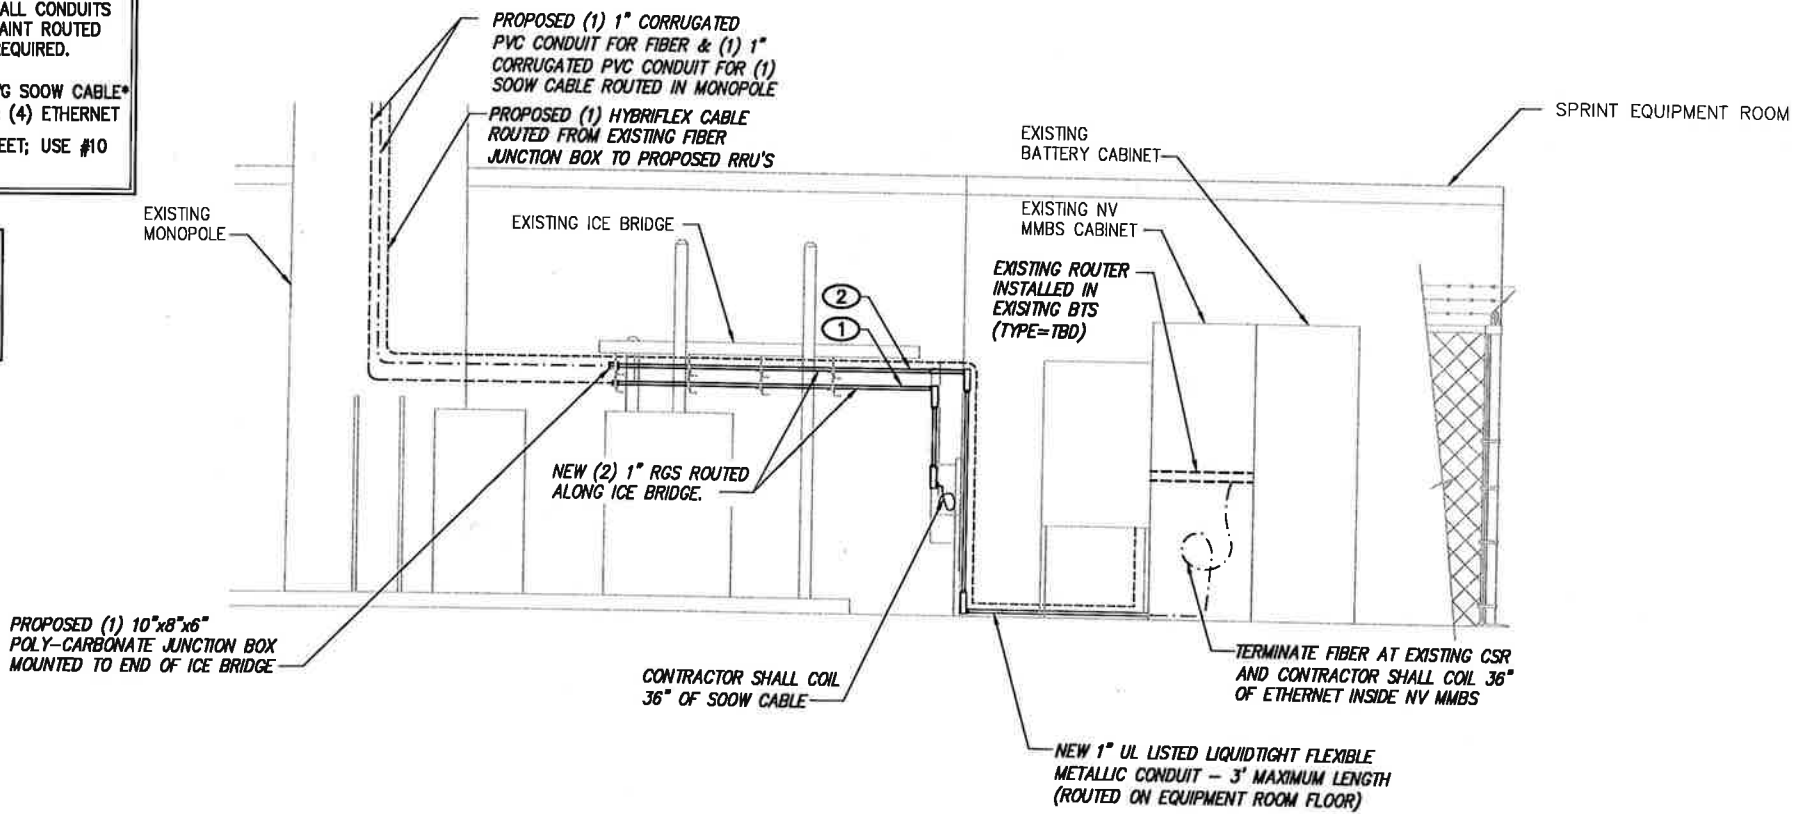 ALL CONDUITS
AINT ROUTED
EQUIRED.
G SOOW CABLE*
(4) ETHERNET
EET; USE #10
PROPOSED (1) 1" CORRUGATED
PVC CONDUIT FOR FIBER & (1) 1"
CORRUGATED PVC CONDUIT FOR (1)
SOOW CABLE ROUTED IN MONOPOLE
PROPOSED (1) HYBRIFLEX CABLE
ROUTED FROM EXISTING FIBER
JUNCTION BOX TO PROPOSED RRU'S
SPRINT EQUIPMENT ROOM
EXISTING
BATTERY CABINET
EXISTING
MONOPOLE
EXISTING ICE BRIDGE
EXISTING NV
MMBS CABINET
EXISTING ROUTER
INSTALLED IN
EXISITNG BTS
(TYPE=TBD)
2
1
NEW (2) 1" RGS ROUTED
ALONG ICE BRIDGE.
PROPOSED (1) 10"x8"x6"
POLY-CARBONATE JUNCTION BOX
MOUNTED TO END OF ICE BRIDGE
CONTRACTOR SHALL COIL
36" OF SOOW CABLE
TERMINATE FIBER AT EXISTING CSR
AND CONTRACTOR SHALL COIL 36"
OF ETHERNET INSIDE NV MMBS
NEW 1" UL LISTED LIQUIDTIGHT FLEXIBLE
METALLIC CONDUIT - 3' MAXIMUM LENGTH
(ROUTED ON EQUIPMENT ROOM FLOOR)